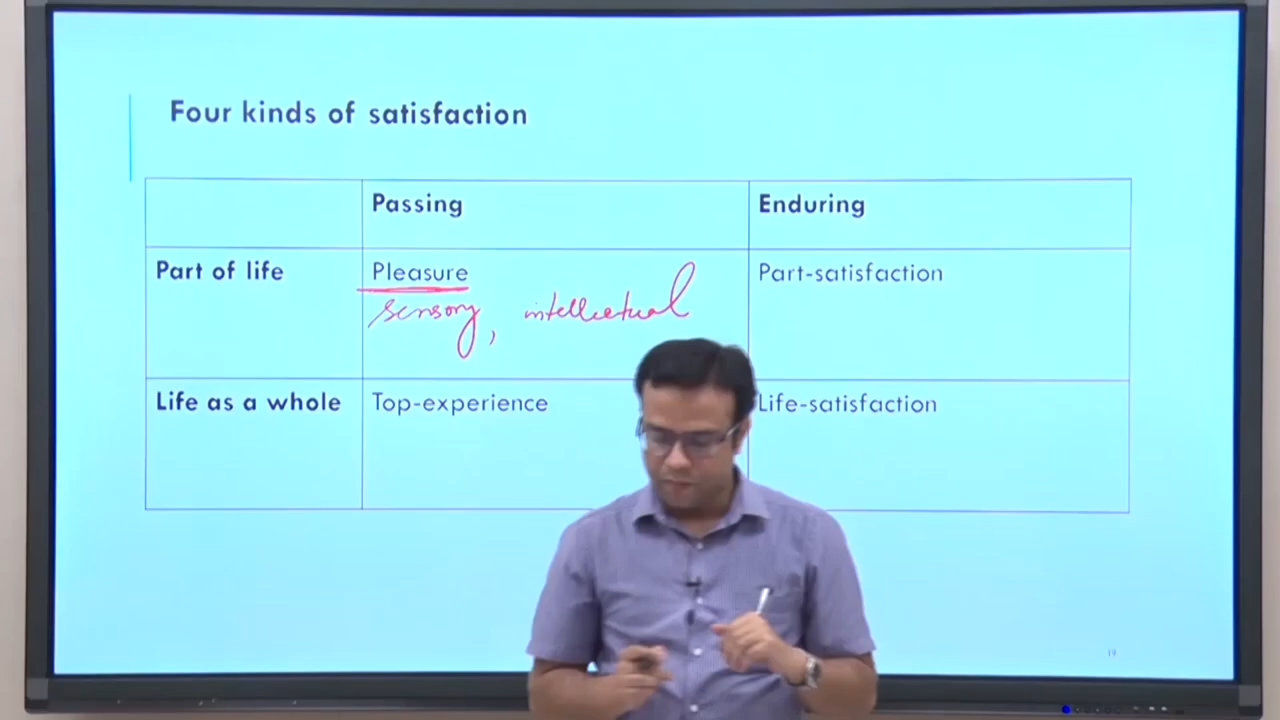 Four kinds of satisfaction
Passing Enduring
Part of life Pleasure Part-satisfaction
sensory, intellectual
Life as a whole Top-experience Life-satisfaction
19